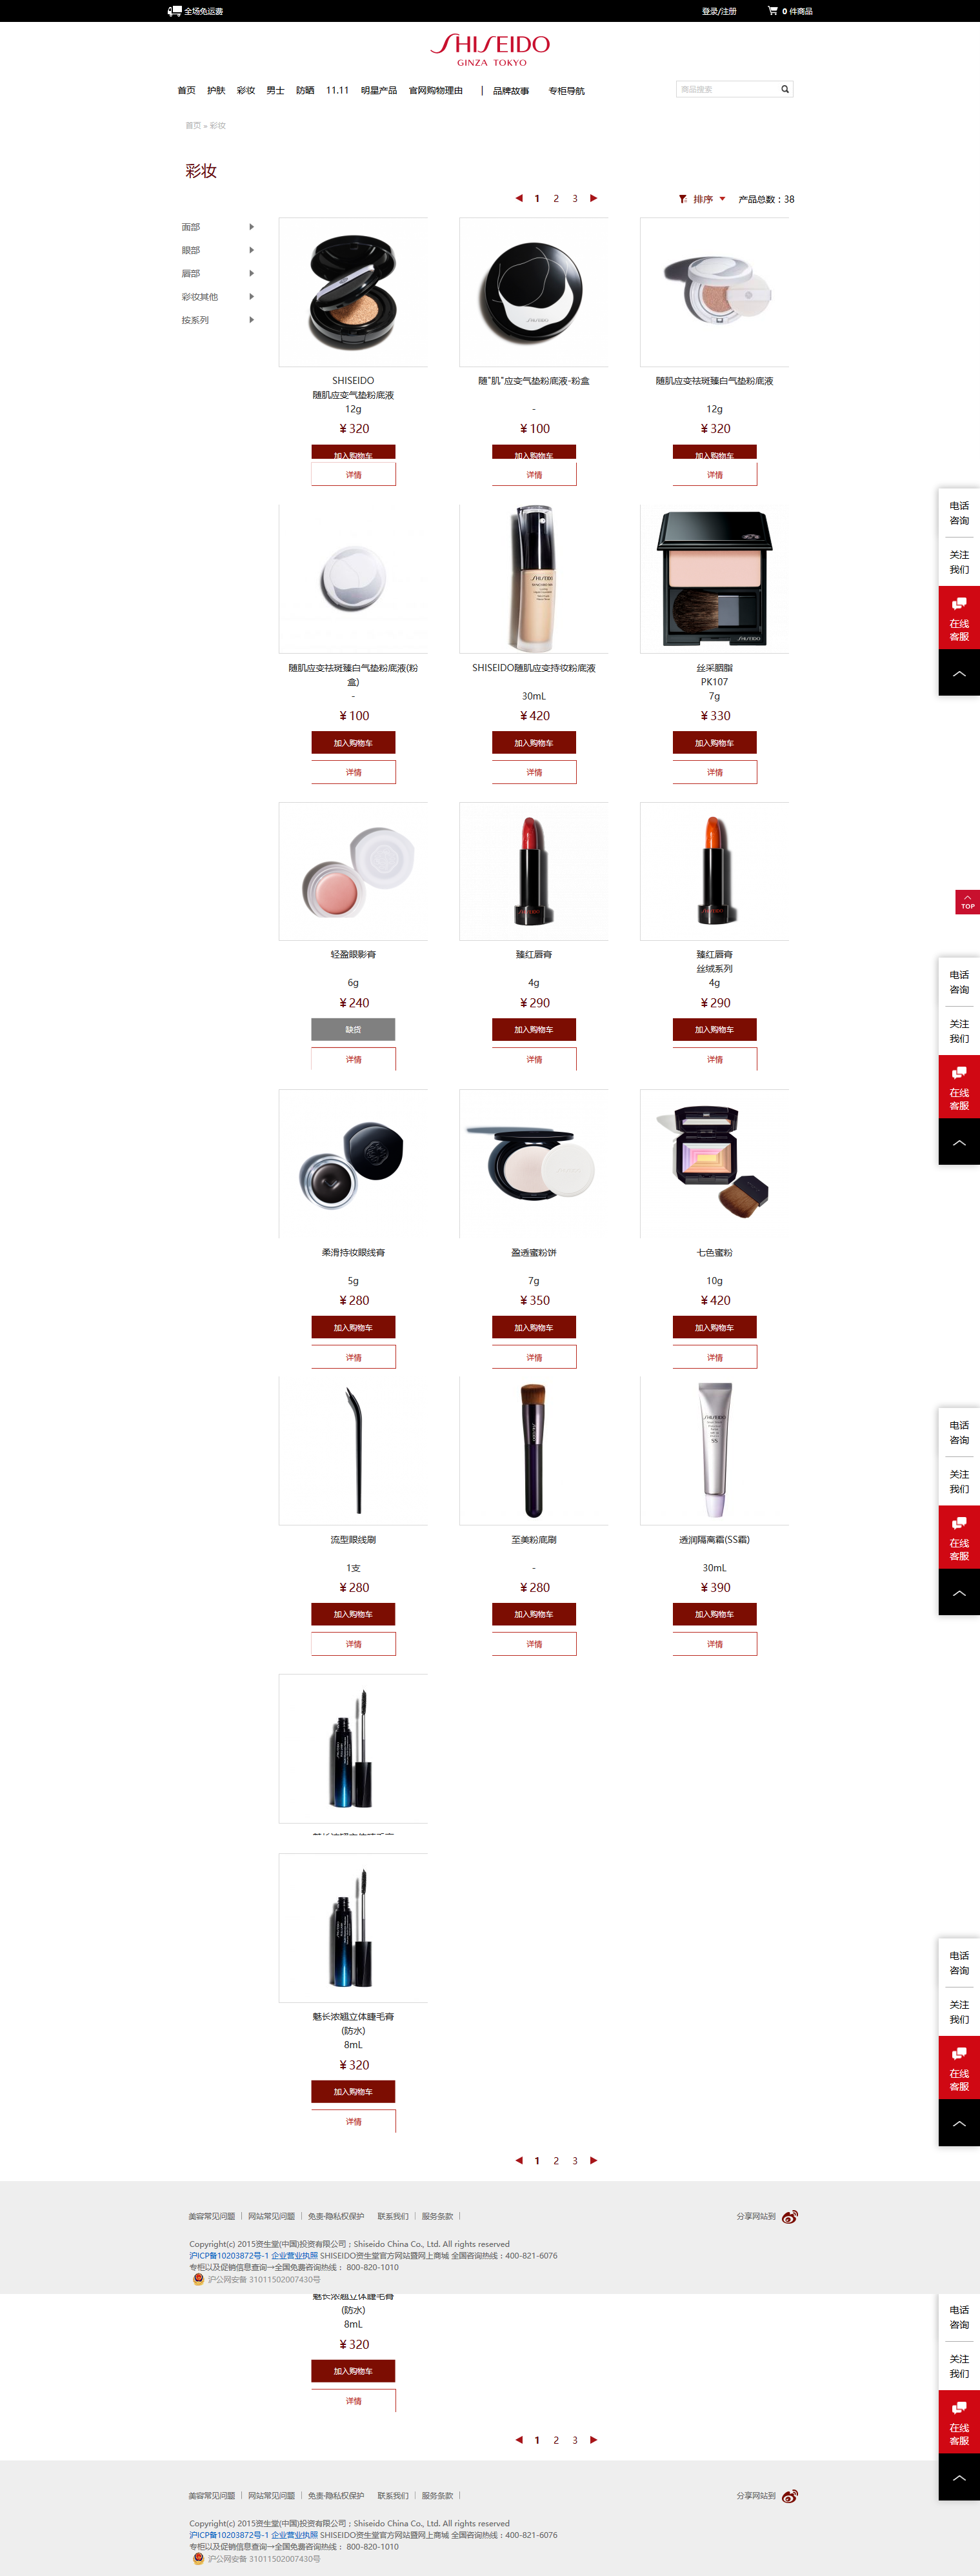 全场免运费
登录/注册
0 件商品
SHISEIDO
GINZA TOKYO
首页 护肤 彩妆 男士 防晒 11.11 明星产品 官网购物理由 | 品牌故事 专柜导航
商品搜索
首页 » 彩妆
彩妆
1 2 3
排序
产品总数：38
面部
眼部
唇部
彩妆其他
按系列
SHISEIDO
随肌应变气垫粉底液
12g
¥ 320
加入购物车
详情
随"肌"应变气垫粉底液-粉盒
-
¥ 100
加入购物车
详情
随肌应变祛斑臻白气垫粉底液
12g
¥ 320
加入购物车
详情
电话
咨询
关注
我们
在线
客服
随肌应变祛斑臻白气垫粉底液(粉
盒)
-
¥ 100
加入购物车
详情
SHISEIDO随肌应变持妆粉底液
30mL
¥ 420
加入购物车
详情
丝采胭脂
PK107
7g
¥ 330
加入购物车
详情
TOP
轻盈眼影膏
6g
¥ 240
缺货
详情
臻红唇膏
4g
¥ 290
加入购物车
详情
臻红唇膏
丝绒系列
4g
¥ 290
加入购物车
详情
电话
咨询
关注
我们
在线
客服
柔滑持妆眼线膏
5g
¥ 280
加入购物车
详情
盈透蜜粉饼
7g
¥ 350
加入购物车
详情
七色蜜粉
10g
¥ 420
加入购物车
详情
流型眼线刷
1支
¥ 280
加入购物车
详情
至美粉底刷
-
¥ 280
加入购物车
详情
透润隔离霜(SS霜)
30mL
¥ 390
加入购物车
详情
电话
咨询
关注
我们
在线
客服
魅长浓翘立体睫毛膏
(防水)
8mL
¥ 320
加入购物车
详情
电话
咨询
关注
我们
在线
客服
1 2 3
美容常见问题 | 网站常见问题 | 免责·隐私权保护 联系我们 | 服务条款 |
分享网站到
Copyright(c) 2015资生堂(中国)投资有限公司；Shiseido China Co., Ltd. All rights reserved
沪ICP备10203872号-1 企业营业执照 SHISEIDO资生堂官方网站暨网上商城 全国咨询热线：400-821-6076
专柜以及促销信息查询→全国免费咨询热线： 800-820-1010
沪公网安备 31011502007430号
魅长浓翘立体睫毛膏
(防水)
8mL
¥ 320
加入购物车
详情
电话
咨询
关注
我们
在线
客服
1 2 3
美容常见问题 | 网站常见问题 | 免责·隐私权保护 联系我们 | 服务条款 |
分享网站到
Copyright(c) 2015资生堂(中国)投资有限公司；Shiseido China Co., Ltd. All rights reserved
沪ICP备10203872号-1 企业营业执照 SHISEIDO资生堂官方网站暨网上商城 全国咨询热线：400-821-6076
专柜以及促销信息查询→全国免费咨询热线： 800-820-1010
沪公网安备 31011502007430号